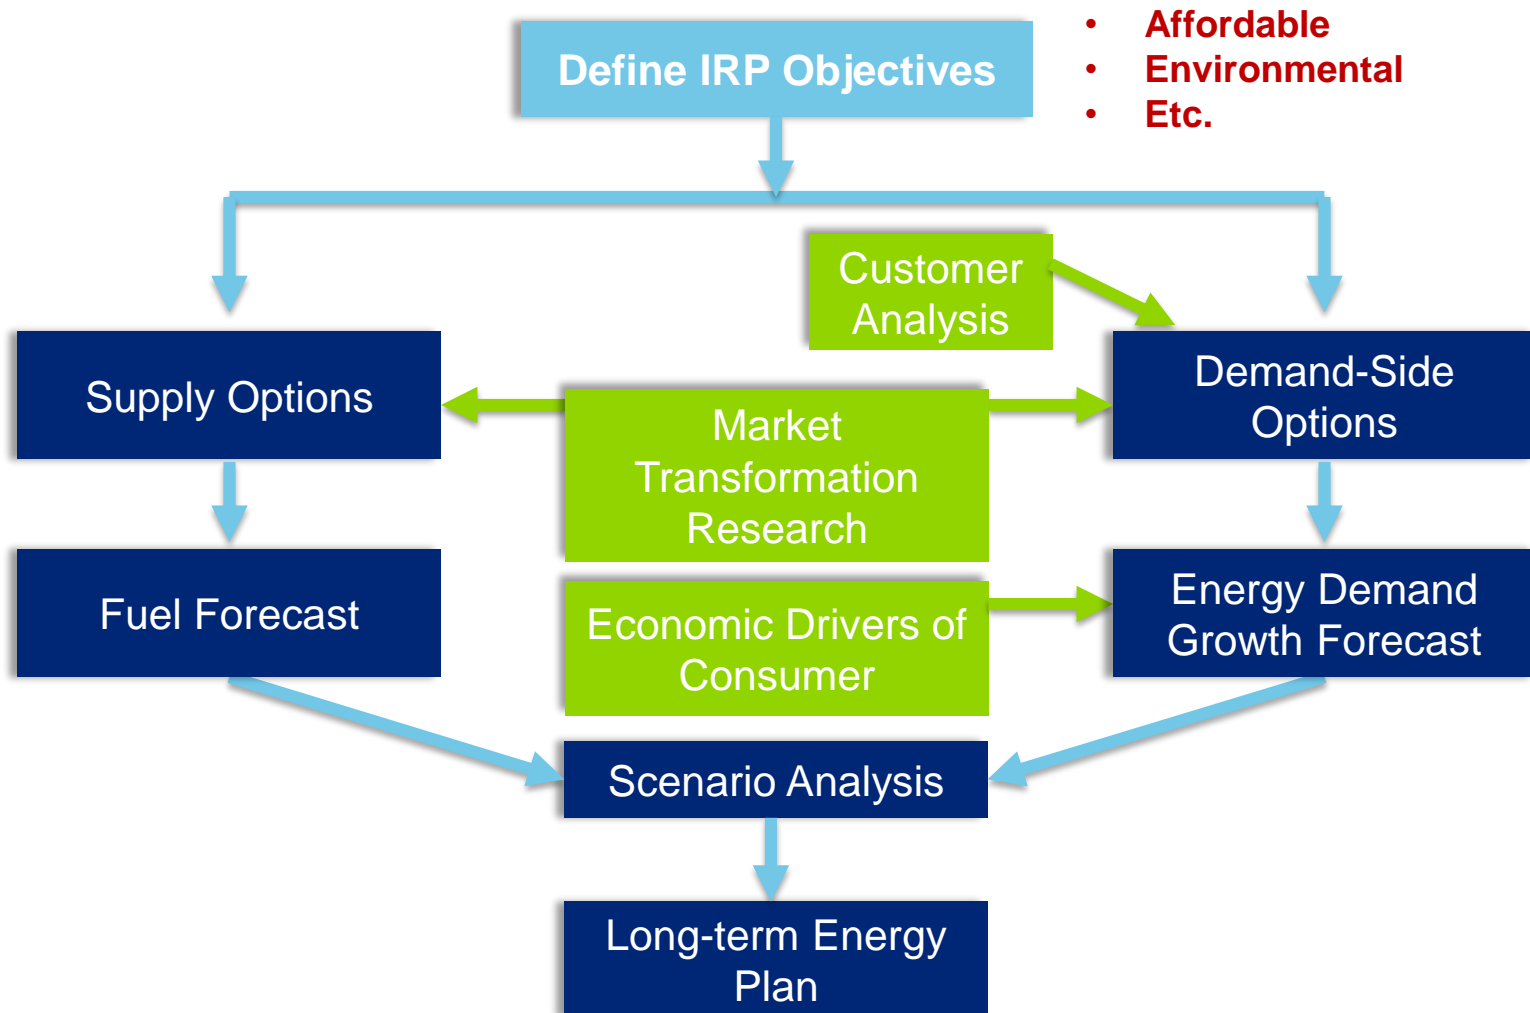 Define IRP Objectives
• Affordable
• Environmental
• Etc.
Customer
Analysis
Supply Options
Market
Transformation
Research
Demand-Side
Options
Fuel Forecast
Economic Drivers of
Consumer
Energy Demand
Growth Forecast
Scenario Analysis
Long-term Energy
Plan